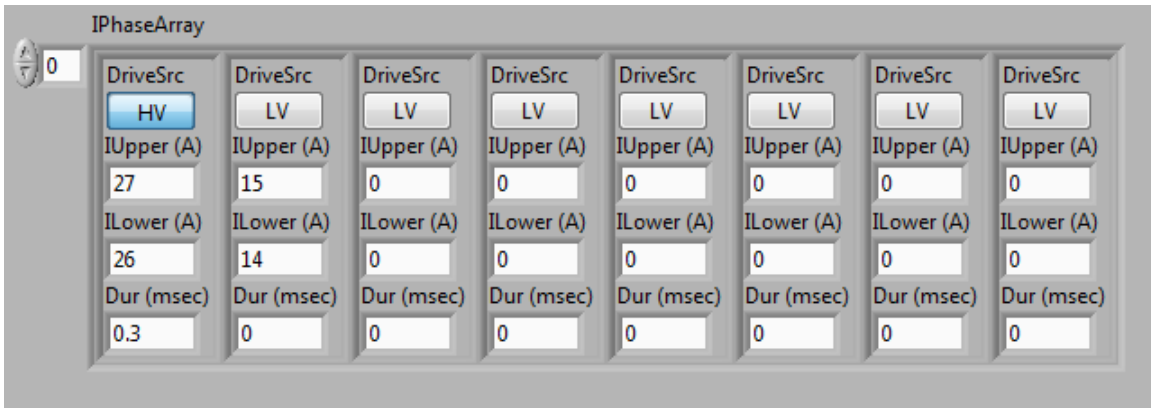 IPhaseArray
0
DriveSrc DriveSrc DriveSrc DriveSrc DriveSrc DriveSrc DriveSrc DriveSrc
HV LV LV LV LV LV LV LV
IUpper (A) IUpper (A) IUpper (A) IUpper (A) IUpper (A) IUpper (A) IUpper (A) IUpper (A)
27 15 0 0 0 0 0 0
ILower (A) ILower (A) ILower (A) ILower (A) ILower (A) ILower (A) ILower (A) ILower (A)
26 14 0 0 0 0 0 0
Dur (msec) Dur (msec) Dur (msec) Dur (msec) Dur (msec) Dur (msec) Dur (msec) Dur (msec)
0.3 0 0 0 0 0 0 0